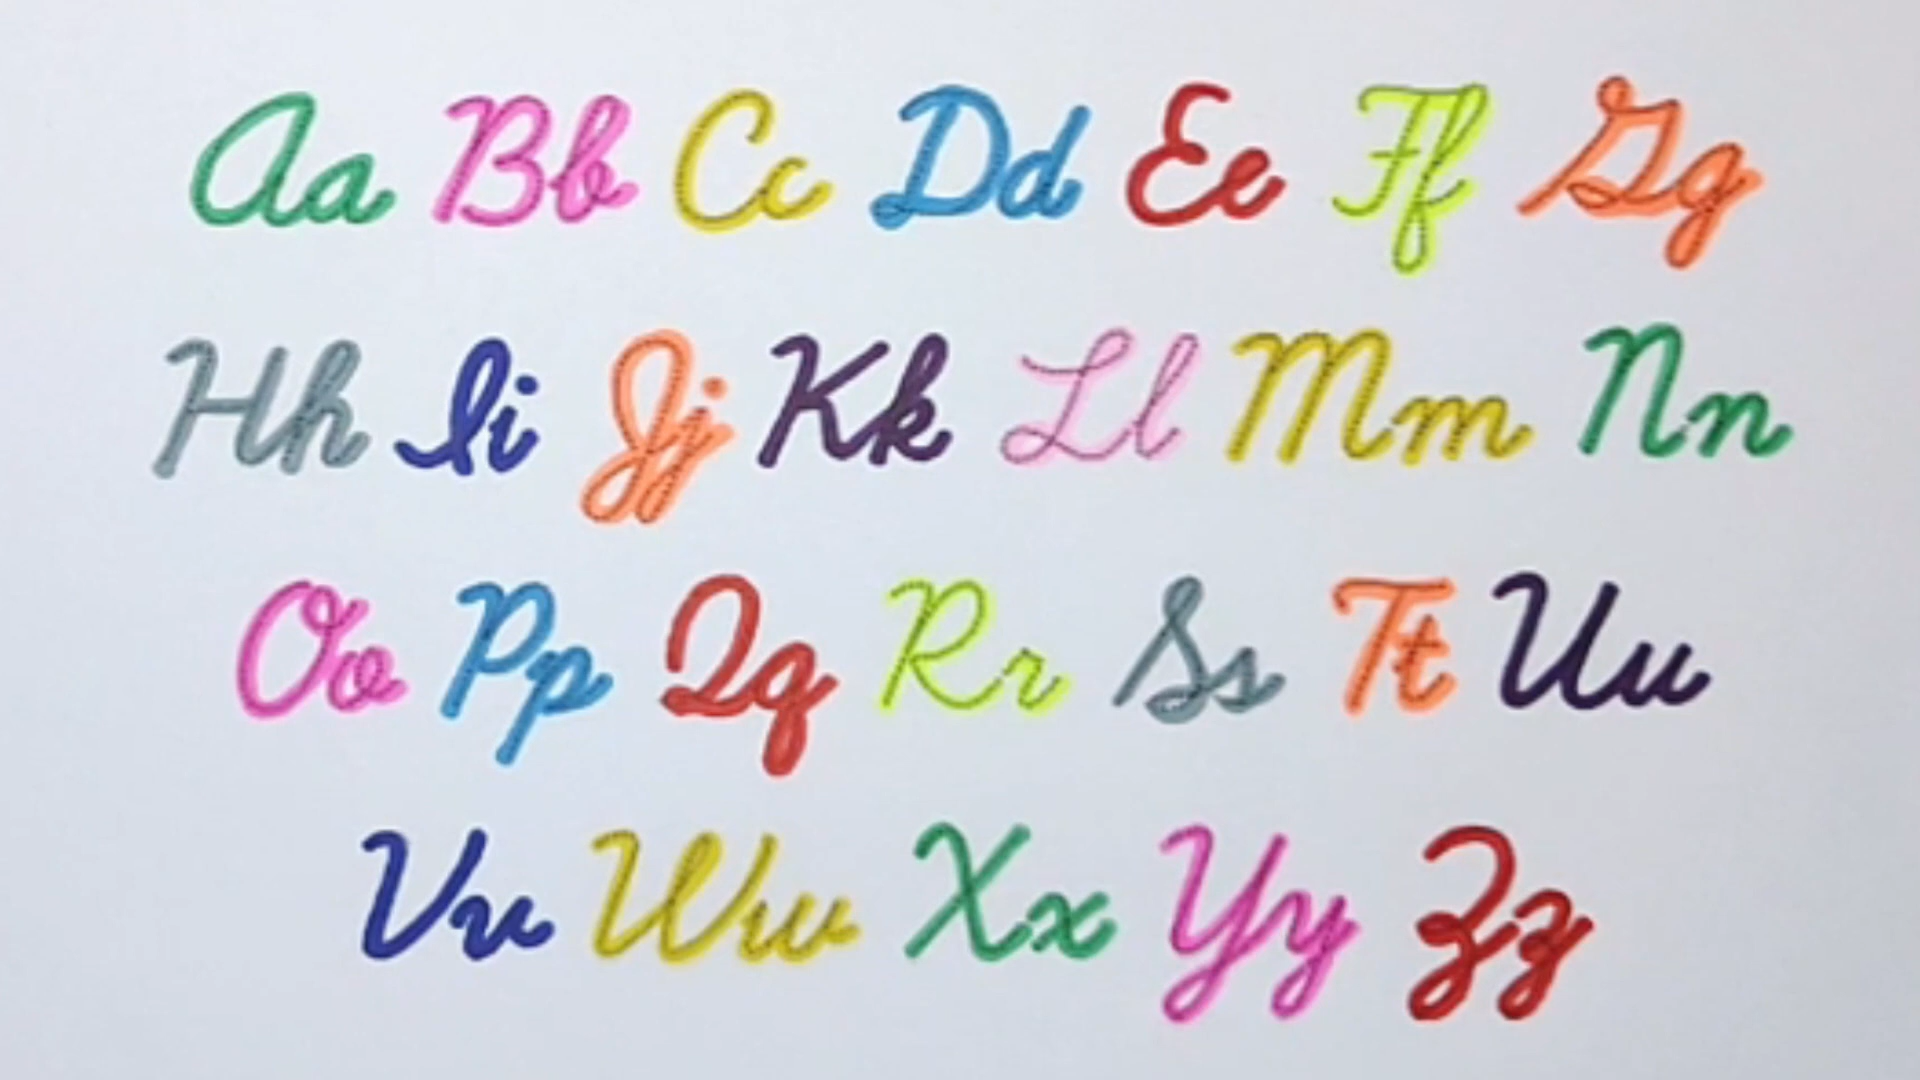 Aa Bb Cc Dd Ee Ff Gg
Hh Ii Jj Kk Ll Mm Nn
Oo Pp Qq Rr Ss Tt Uu
Vv Ww Xx Yy Zz